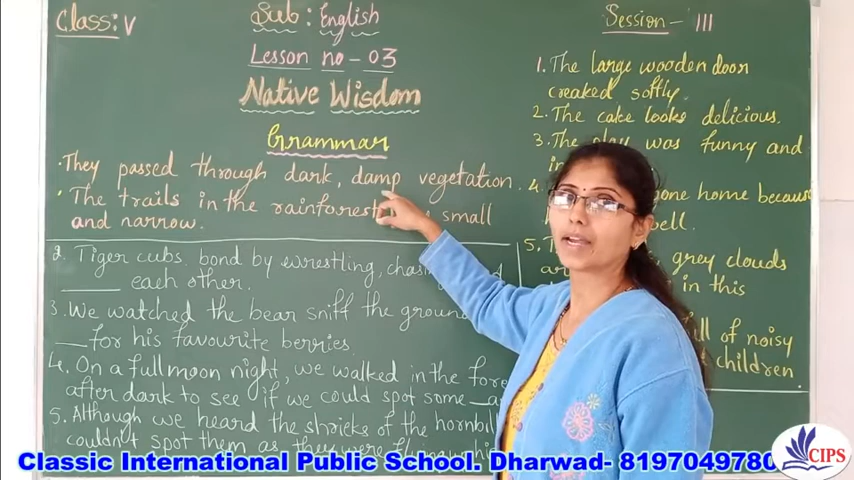 Class: V
Sub: English
Session - III
Lesson no - 03
Native Wisdom
Grammar
. They passed through dark, damp vegetation.
. The trails in the rainforest small
and narrow.
2. Tiger cubs bond by wrestling,
____ each other.
3. We watched the bear sniff the ground
__ for his favourite berries.
4. On a full moon night, we walked in the
after dark to see if we could spot some
5. Although we heard the shrieks of the
couldn't spot them as they were
1. The large wooden door
creaked softly.
2. The cake looks delicious.
3. The was funny and
4. gone home because
5. grey clouds
in this
of noisy
children.
Classic International Public School. Dharwad- 8197049780
CIPS